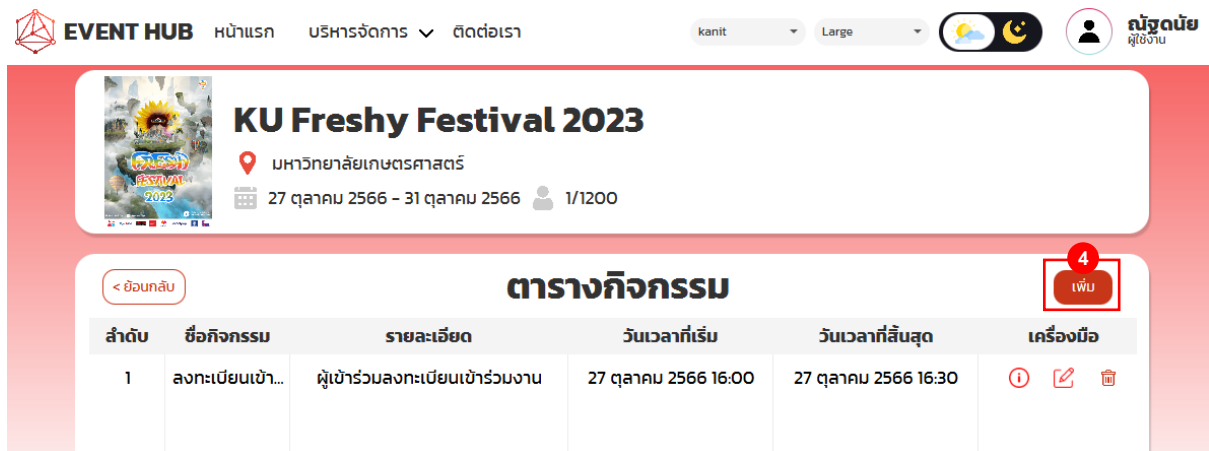 EVENT HUB หน้าแรก บริหารจัดการ ติดต่อเรา kanit Large ณัฐดนัย
ผู้ใช้งาน
KU Freshy Festival 2023
มหาวิทยาลัยเกษตรศาสตร์
27 ตุลาคม 2566 - 31 ตุลาคม 2566 1/1200
FRESHY
FESTIVAL
2023
4
< ย้อนกลับ ตารางกิจกรรม เพิ่ม
ลำดับ ชื่อกิจกรรม รายละเอียด วันเวลาที่เริ่ม วันเวลาที่สิ้นสุด เครื่องมือ
1 ลงทะเบียนเข้า... ผู้เข้าร่วมลงทะเบียนเข้าร่วมงาน 27 ตุลาคม 2566 16:00 27 ตุลาคม 2566 16:30